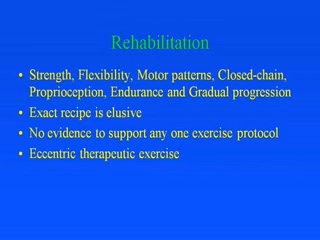 Rehabilitation
• Strength, Flexibility, Motor patterns, Closed-chain,
Proprioception, Endurance and Gradual progression
• Exact recipe is elusive
• No evidence to support any one exercise protocol
• Eccentric therapeutic exercise